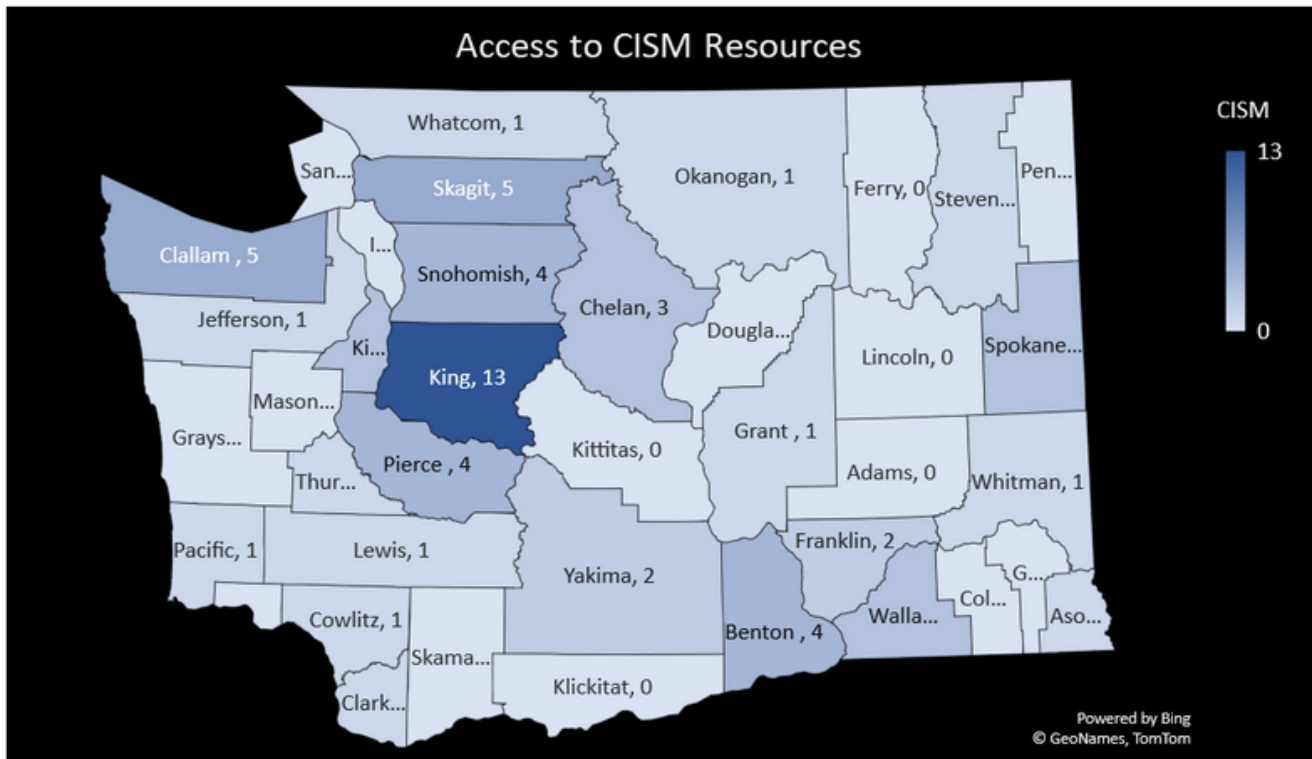 Access to CISM Resources
CISM
13
0
Whatcom, 1
San...
Skagit, 5
Okanogan, 1
Ferry, 0
Steven...
Pen...
Clallam , 5
I...
Snohomish, 4
Chelan, 3
Jefferson, 1
Ki...
Dougla...
Lincoln, 0
Spokane...
King, 13
Mason...
Grays...
Kittitas, 0
Grant , 1
Pierce , 4
Thur...
Adams, 0
Whitman, 1
Pacific, 1
Lewis, 1
Yakima, 2
Franklin, 2
G...
Col...
Aso...
Cowlitz, 1
Walla...
Benton , 4
Skama...
Klickitat, 0
Clark...
Powered by Bing
© GeoNames, TomTom